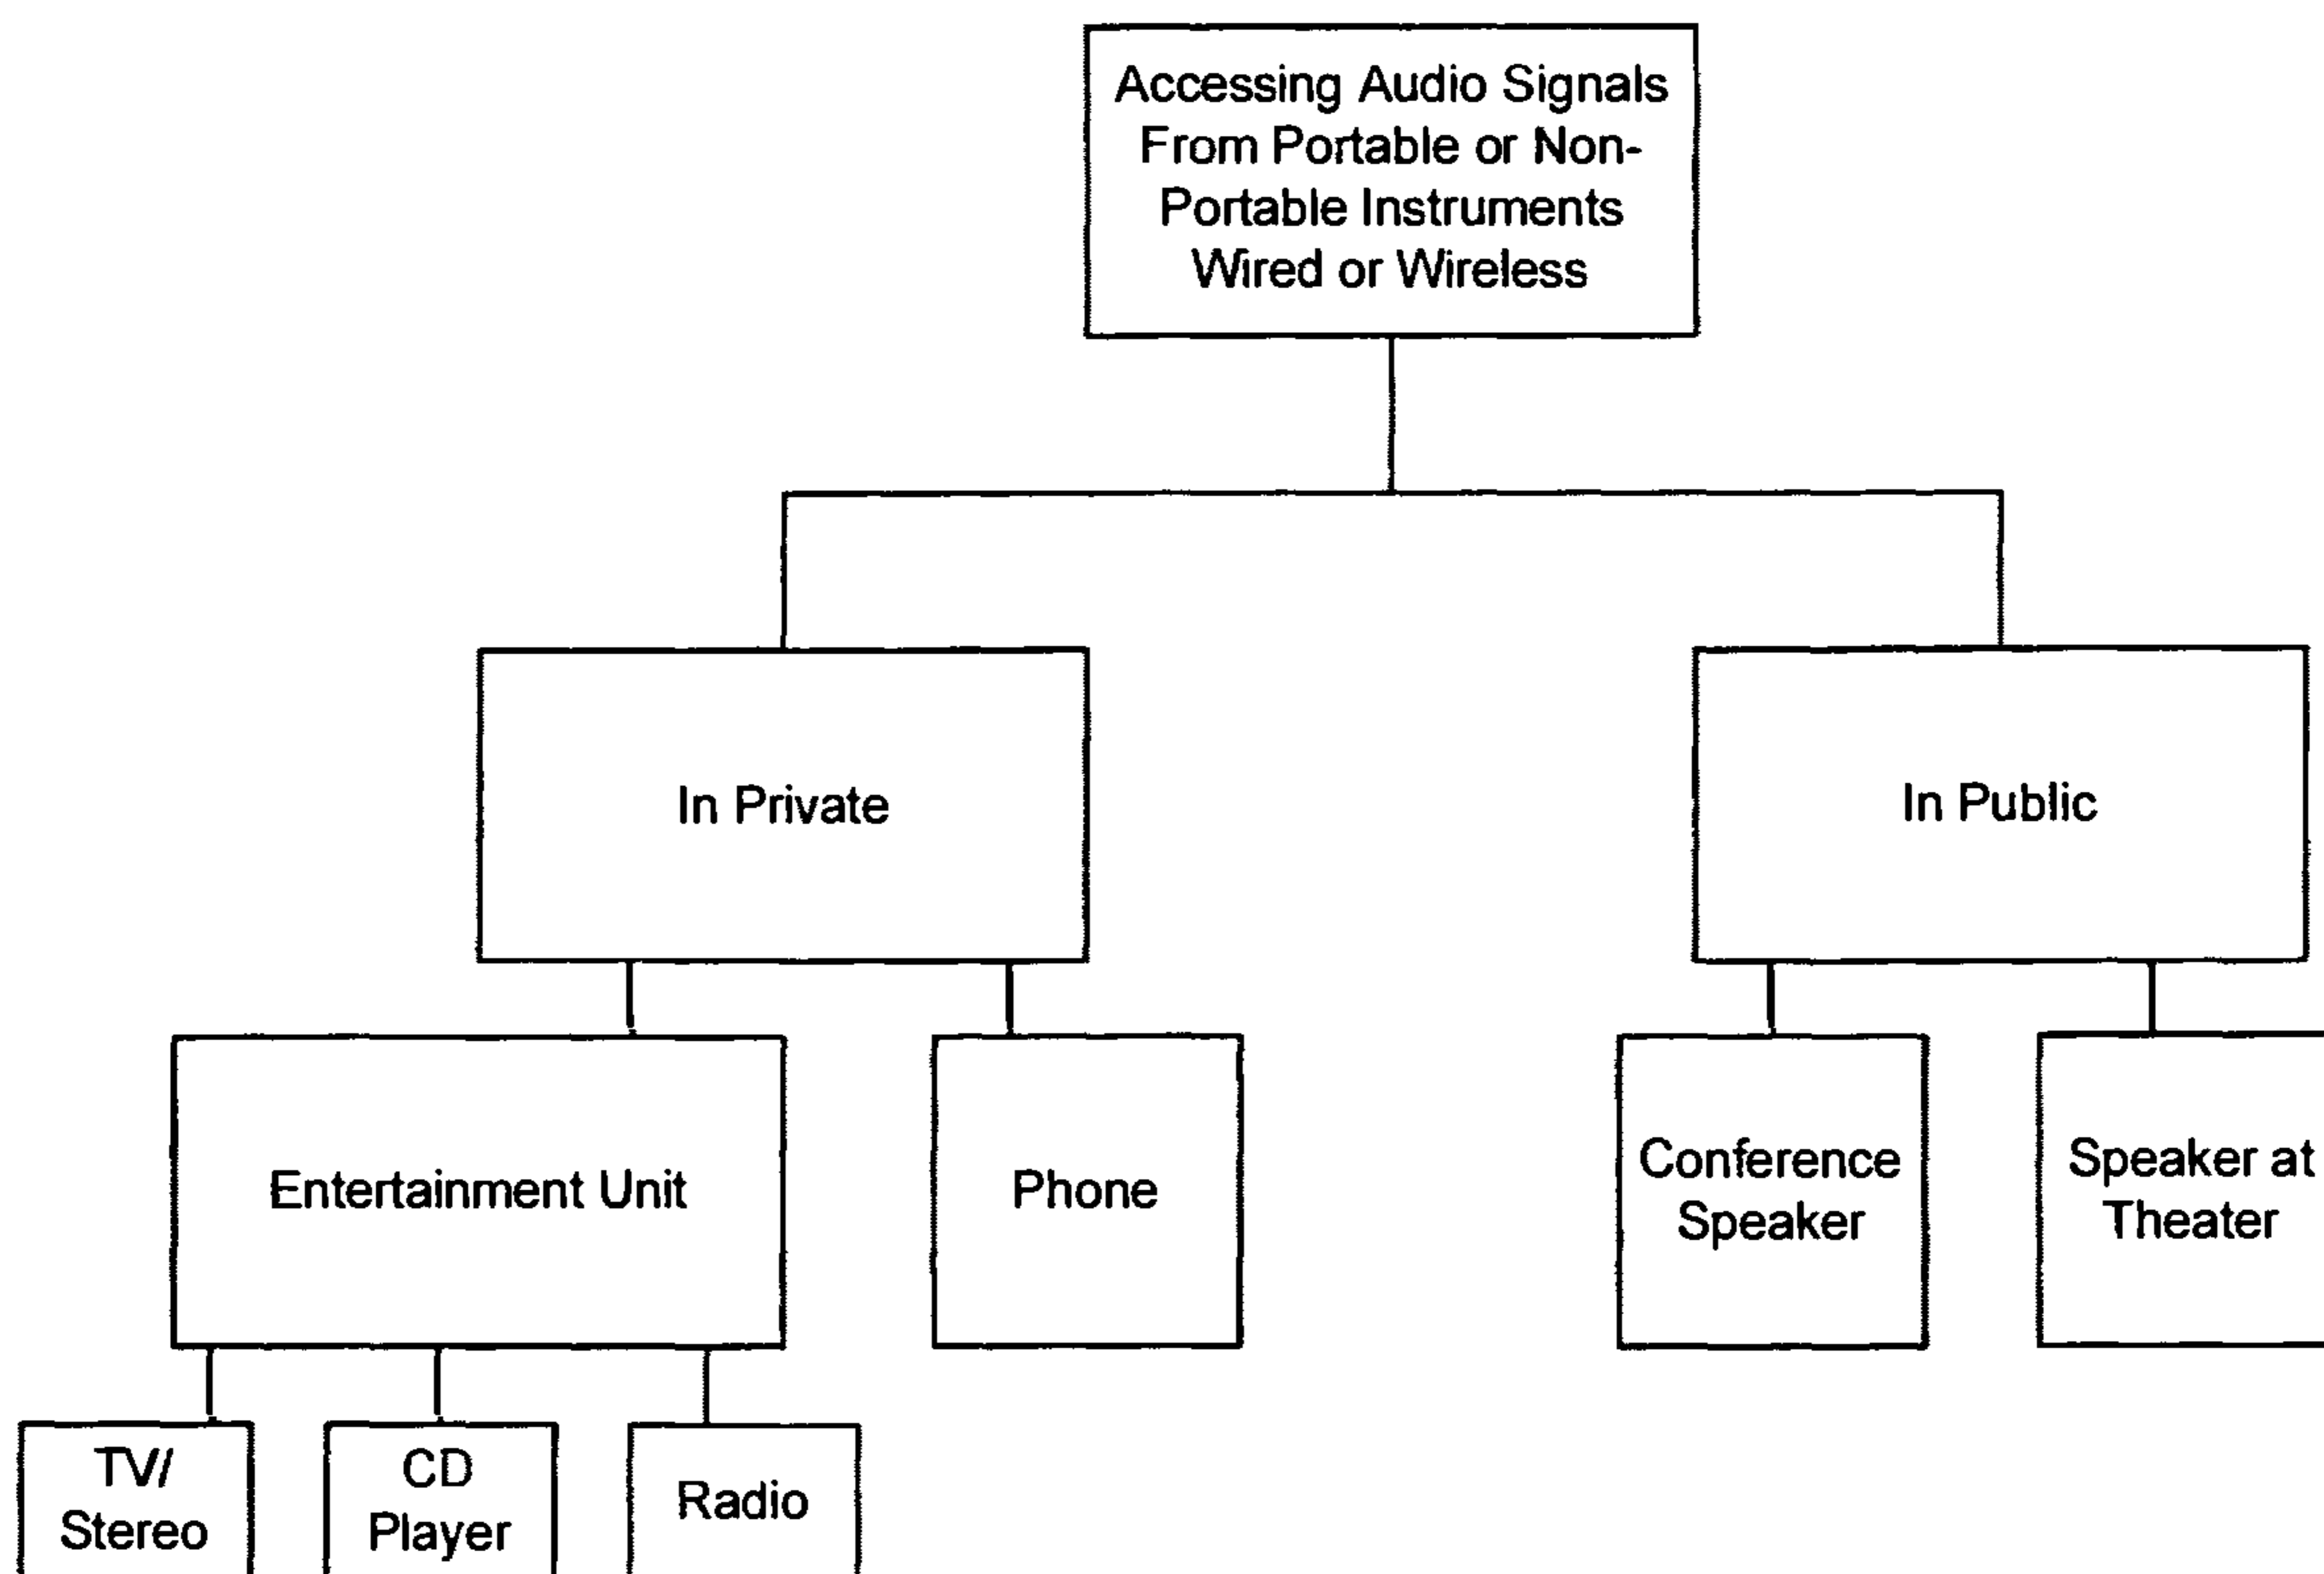 Accessing Audio Signals
From Portable or Non-
Portable Instruments
Wired or Wireless
In Private
In Public
Entertainment Unit
Phone
Conference
Speaker
Speaker at
Theater
TV/
Stereo
CD
Player
Radio